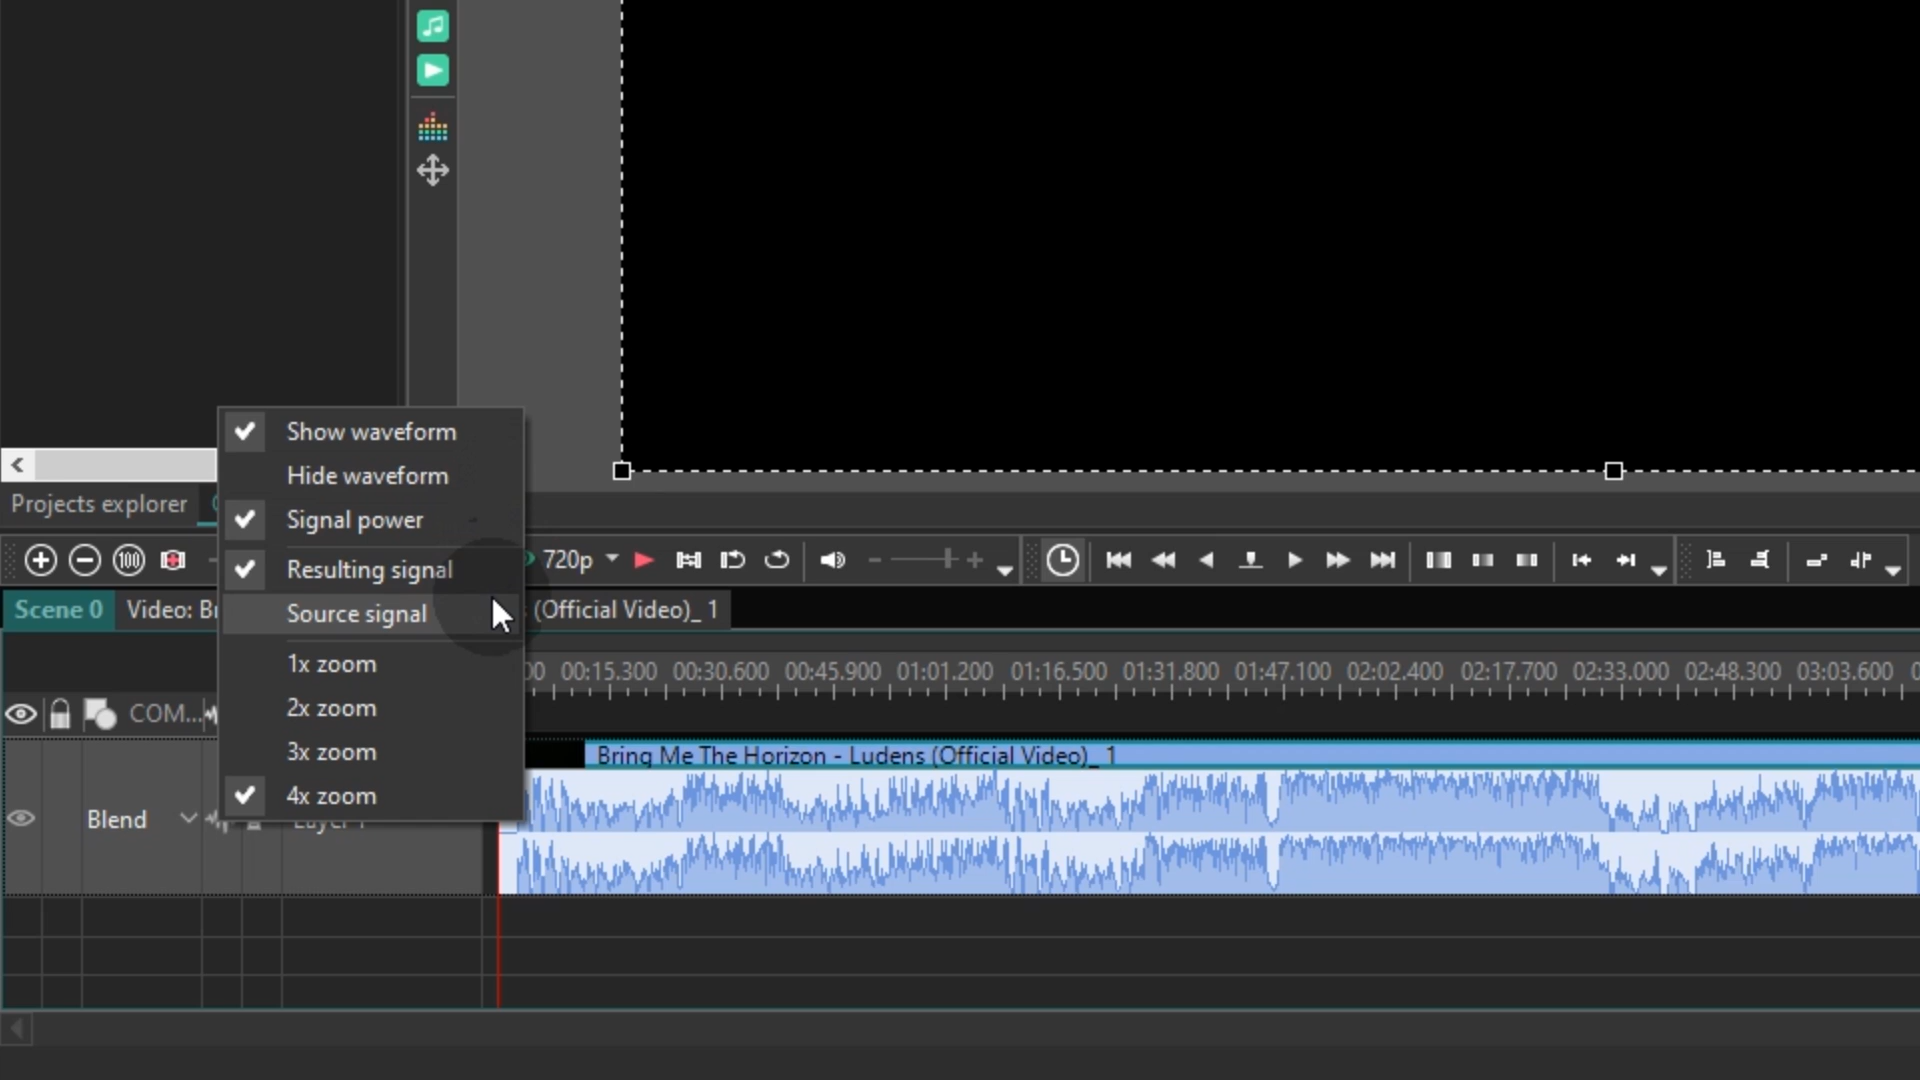 Show waveform
Hide waveform
Signal power
Resulting signal
Source signal
1x zoom
2x zoom
3x zoom
4x zoom
Projects explorer
100
720p
Scene 0
Video: Br
(Official Video)_ 1
00 00:15.300 00:30.600 00:45.900 01:01.200 01:16.500 01:31.800 01:47.100 02:02.400 02:17.700 02:33.000 02:48.300 03:03.600 0
COM...
Bring Me The Horizon - Ludens (Official Video)_ 1
Blend